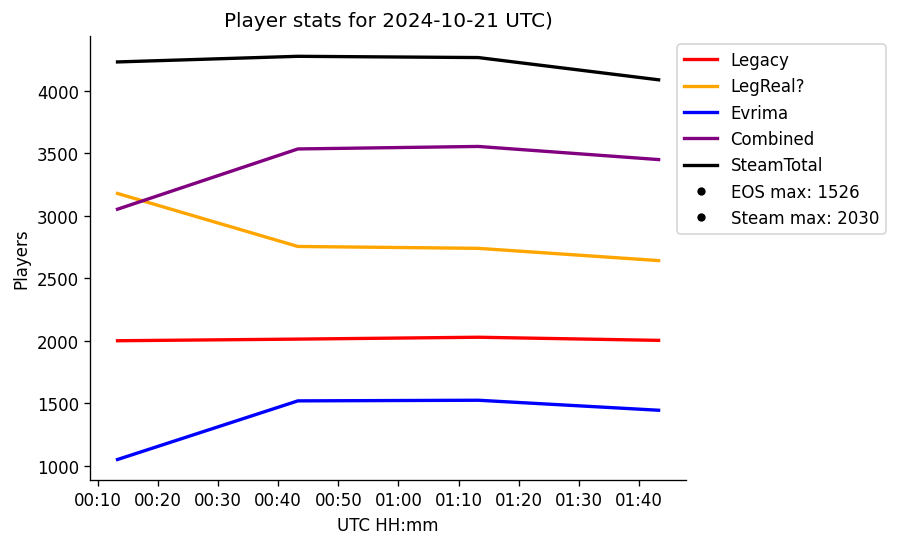 Player stats for 2024-10-21 UTC)
Legacy
LegReal?
Evrima
Combined
SteamTotal
EOS max: 1526
Steam max: 2030
Players
4000
3500
3000
2500
2000
1500
1000
00:10 00:20 00:30 00:40 00:50 01:00 01:10 01:20 01:30 01:40
UTC HH:mm